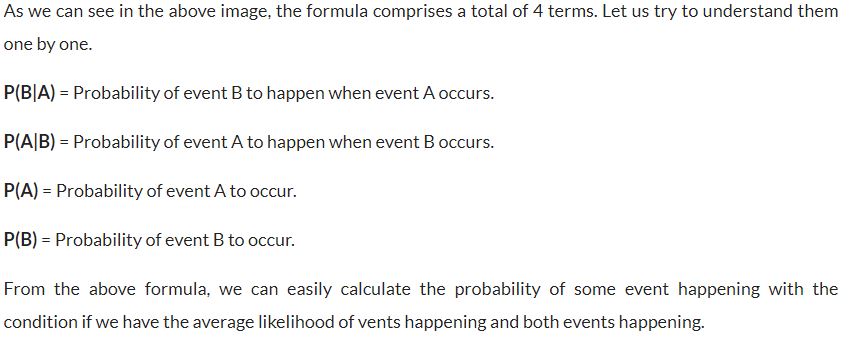 As we can see in the above image, the formula comprises a total of 4 terms. Let us try to understand them
one by one.
P(B|A) = Probability of event B to happen when event A occurs.
P(A|B) = Probability of event A to happen when event B occurs.
P(A) = Probability of event A to occur.
P(B) = Probability of event B to occur.
From the above formula, we can easily calculate the probability of some event happening with the
condition if we have the average likelihood of vents happening and both events happening.